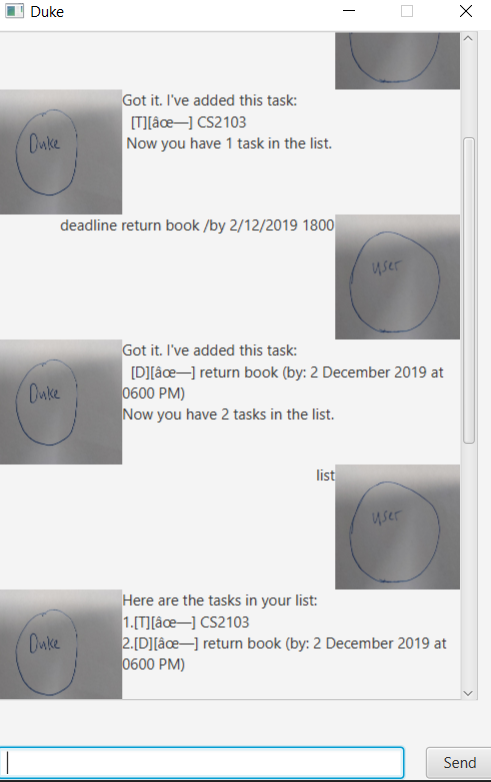 Duke
Got it. I've added this task:
[T][âœ—] CS2103
Now you have 1 task in the list.
Duke
deadline return book /by 2/12/2019 1800
user
Got it. I've added this task:
[D][âœ—] return book (by: 2 December 2019 at
0600 PM)
Now you have 2 tasks in the list.
Duke
list
user
Here are the tasks in your list:
1.[T][âœ—] CS2103
2.[D][âœ—] return book (by: 2 December 2019 at
0600 PM)
Duke
Send